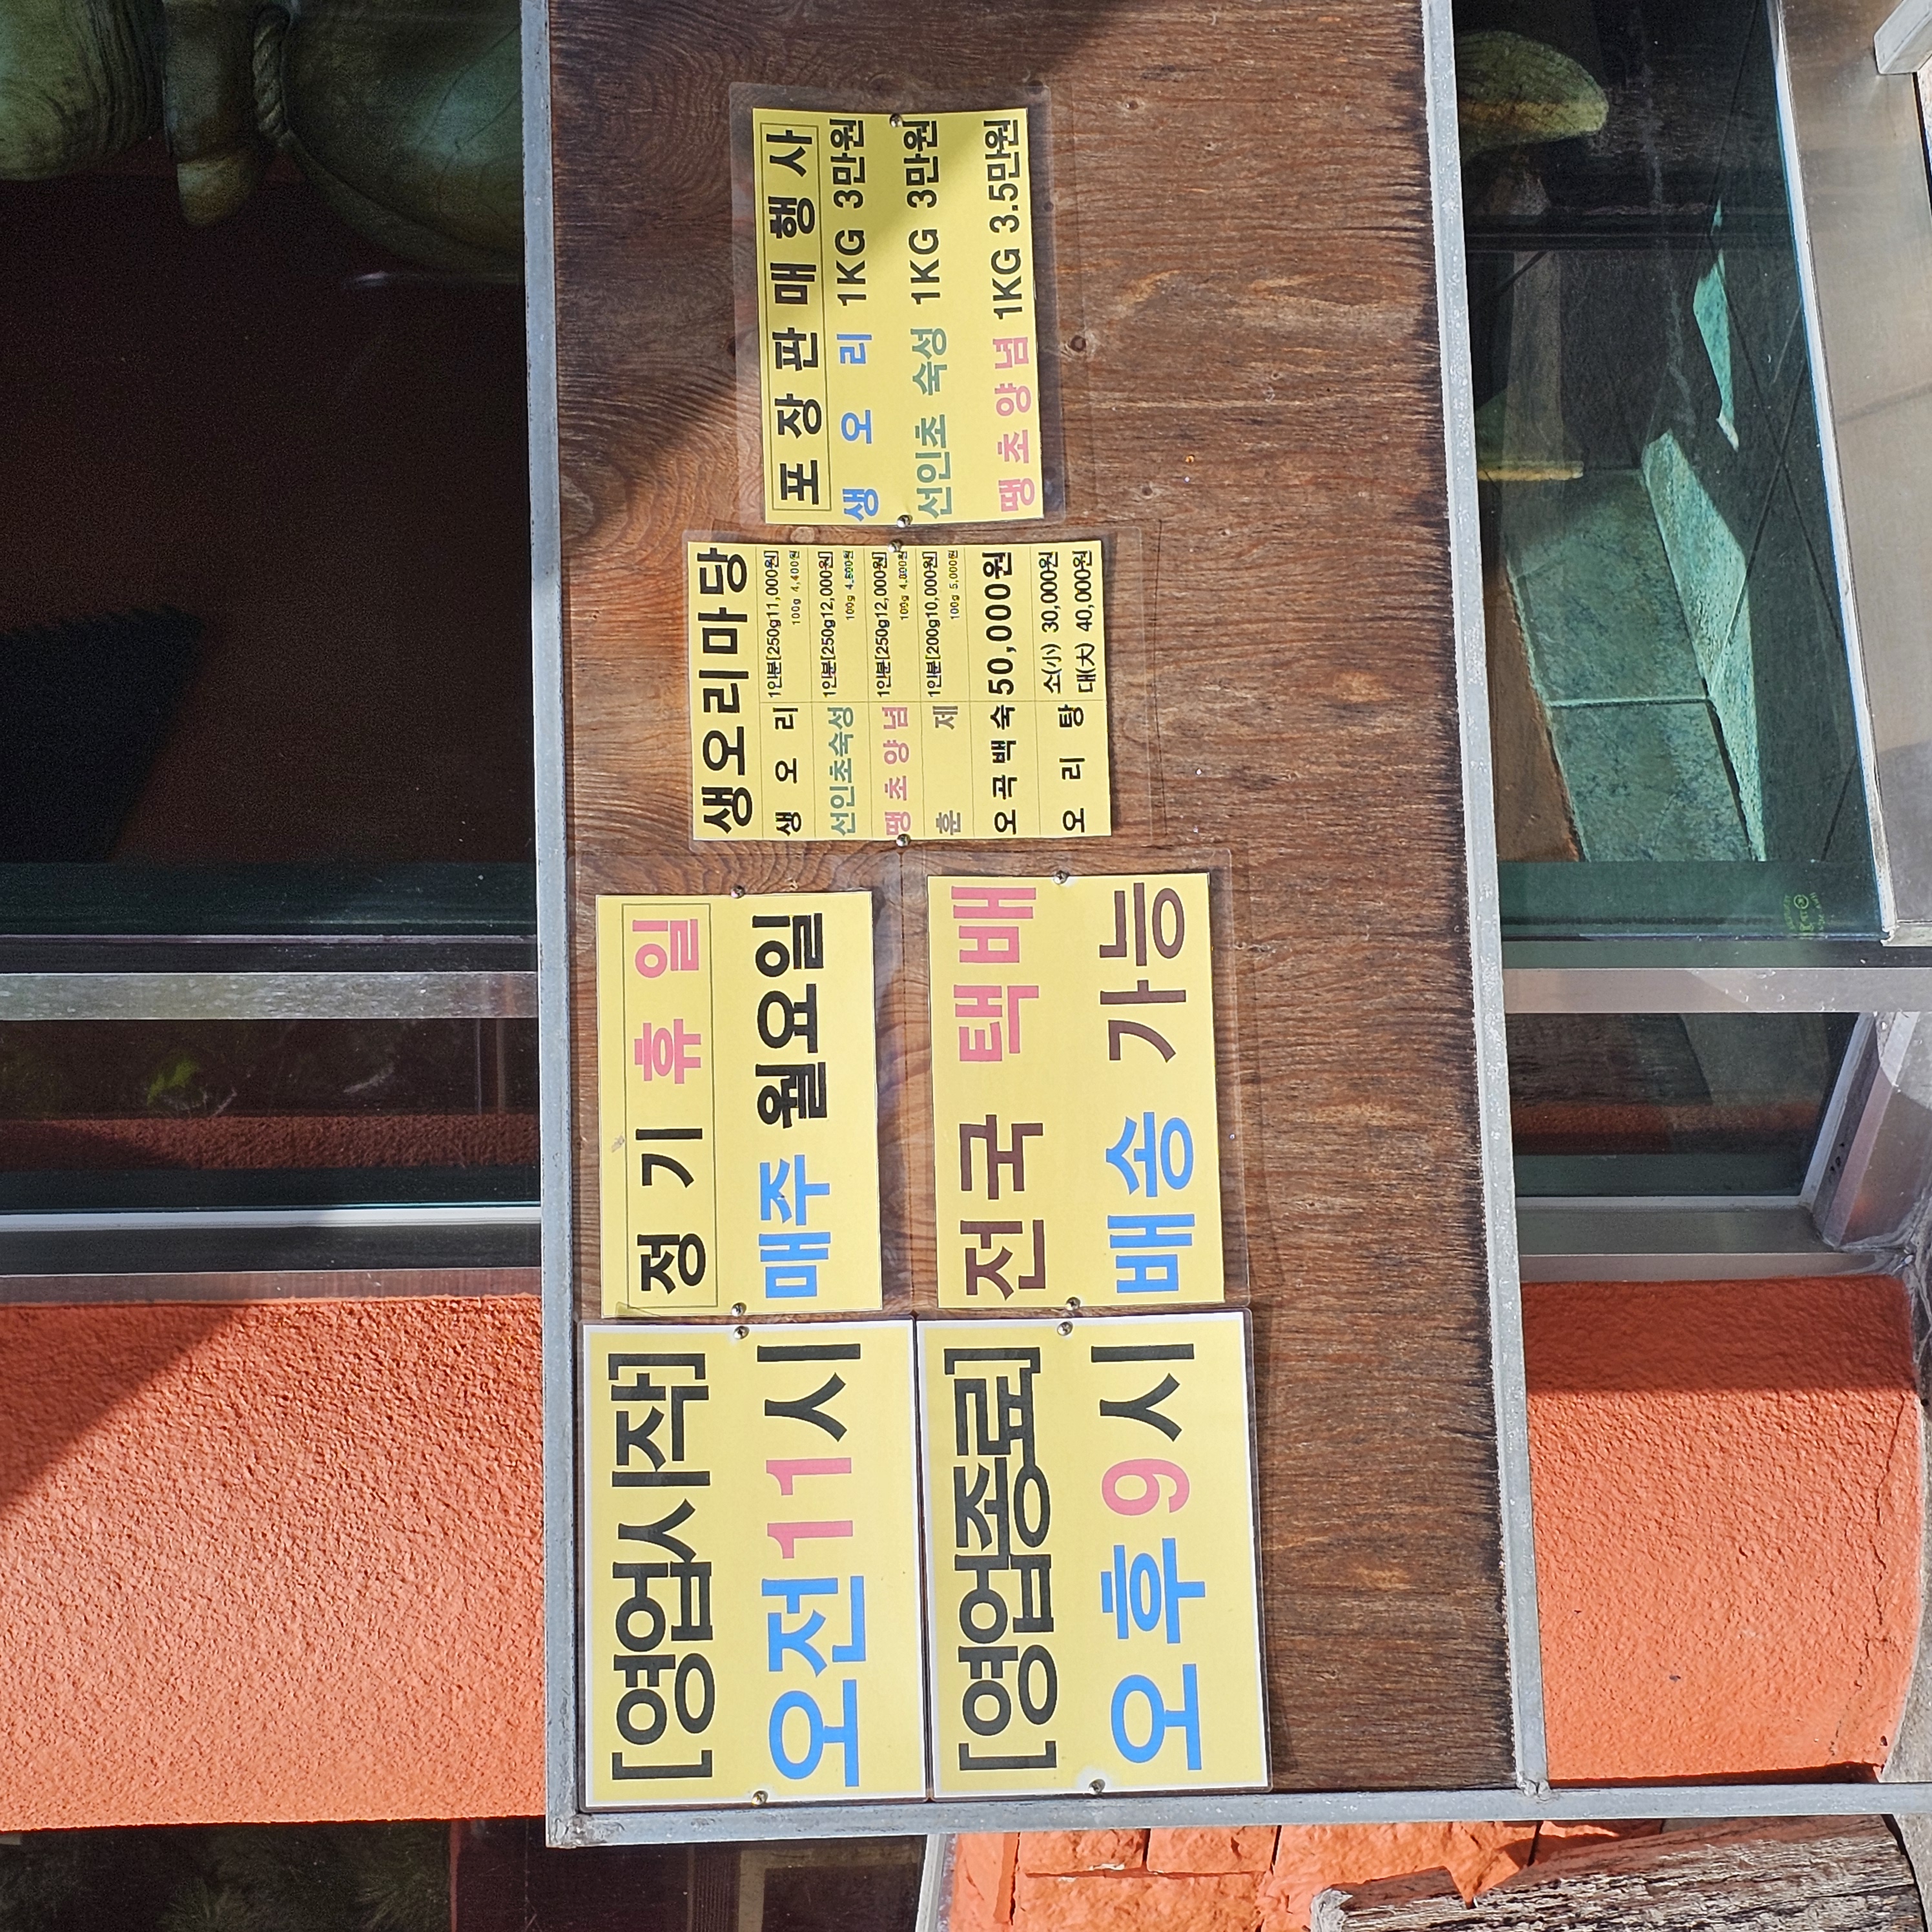 [영업시작]
오전11시
[영업종료]
오후9시
정기휴일
매주 월요일
전국 택배
배송 가능
생오리마당
생오리 1인분[250g11,000원]
100g 4,400원
선인초숙성 1인분[250g12,000원]
100g 4,800원
땡초양념 1인분[250g12,000원]
100g 4,800원
훈제 1인분[200g10,000원]
100g 5,000원
오곡백숙 50,000원
오리탕 소(小) 30,000원
대(大) 40,000원
포장판매행사
생오리 1KG 3만원
선인초 숙성 1KG 3만원
땡초양념 1KG 3.5만원